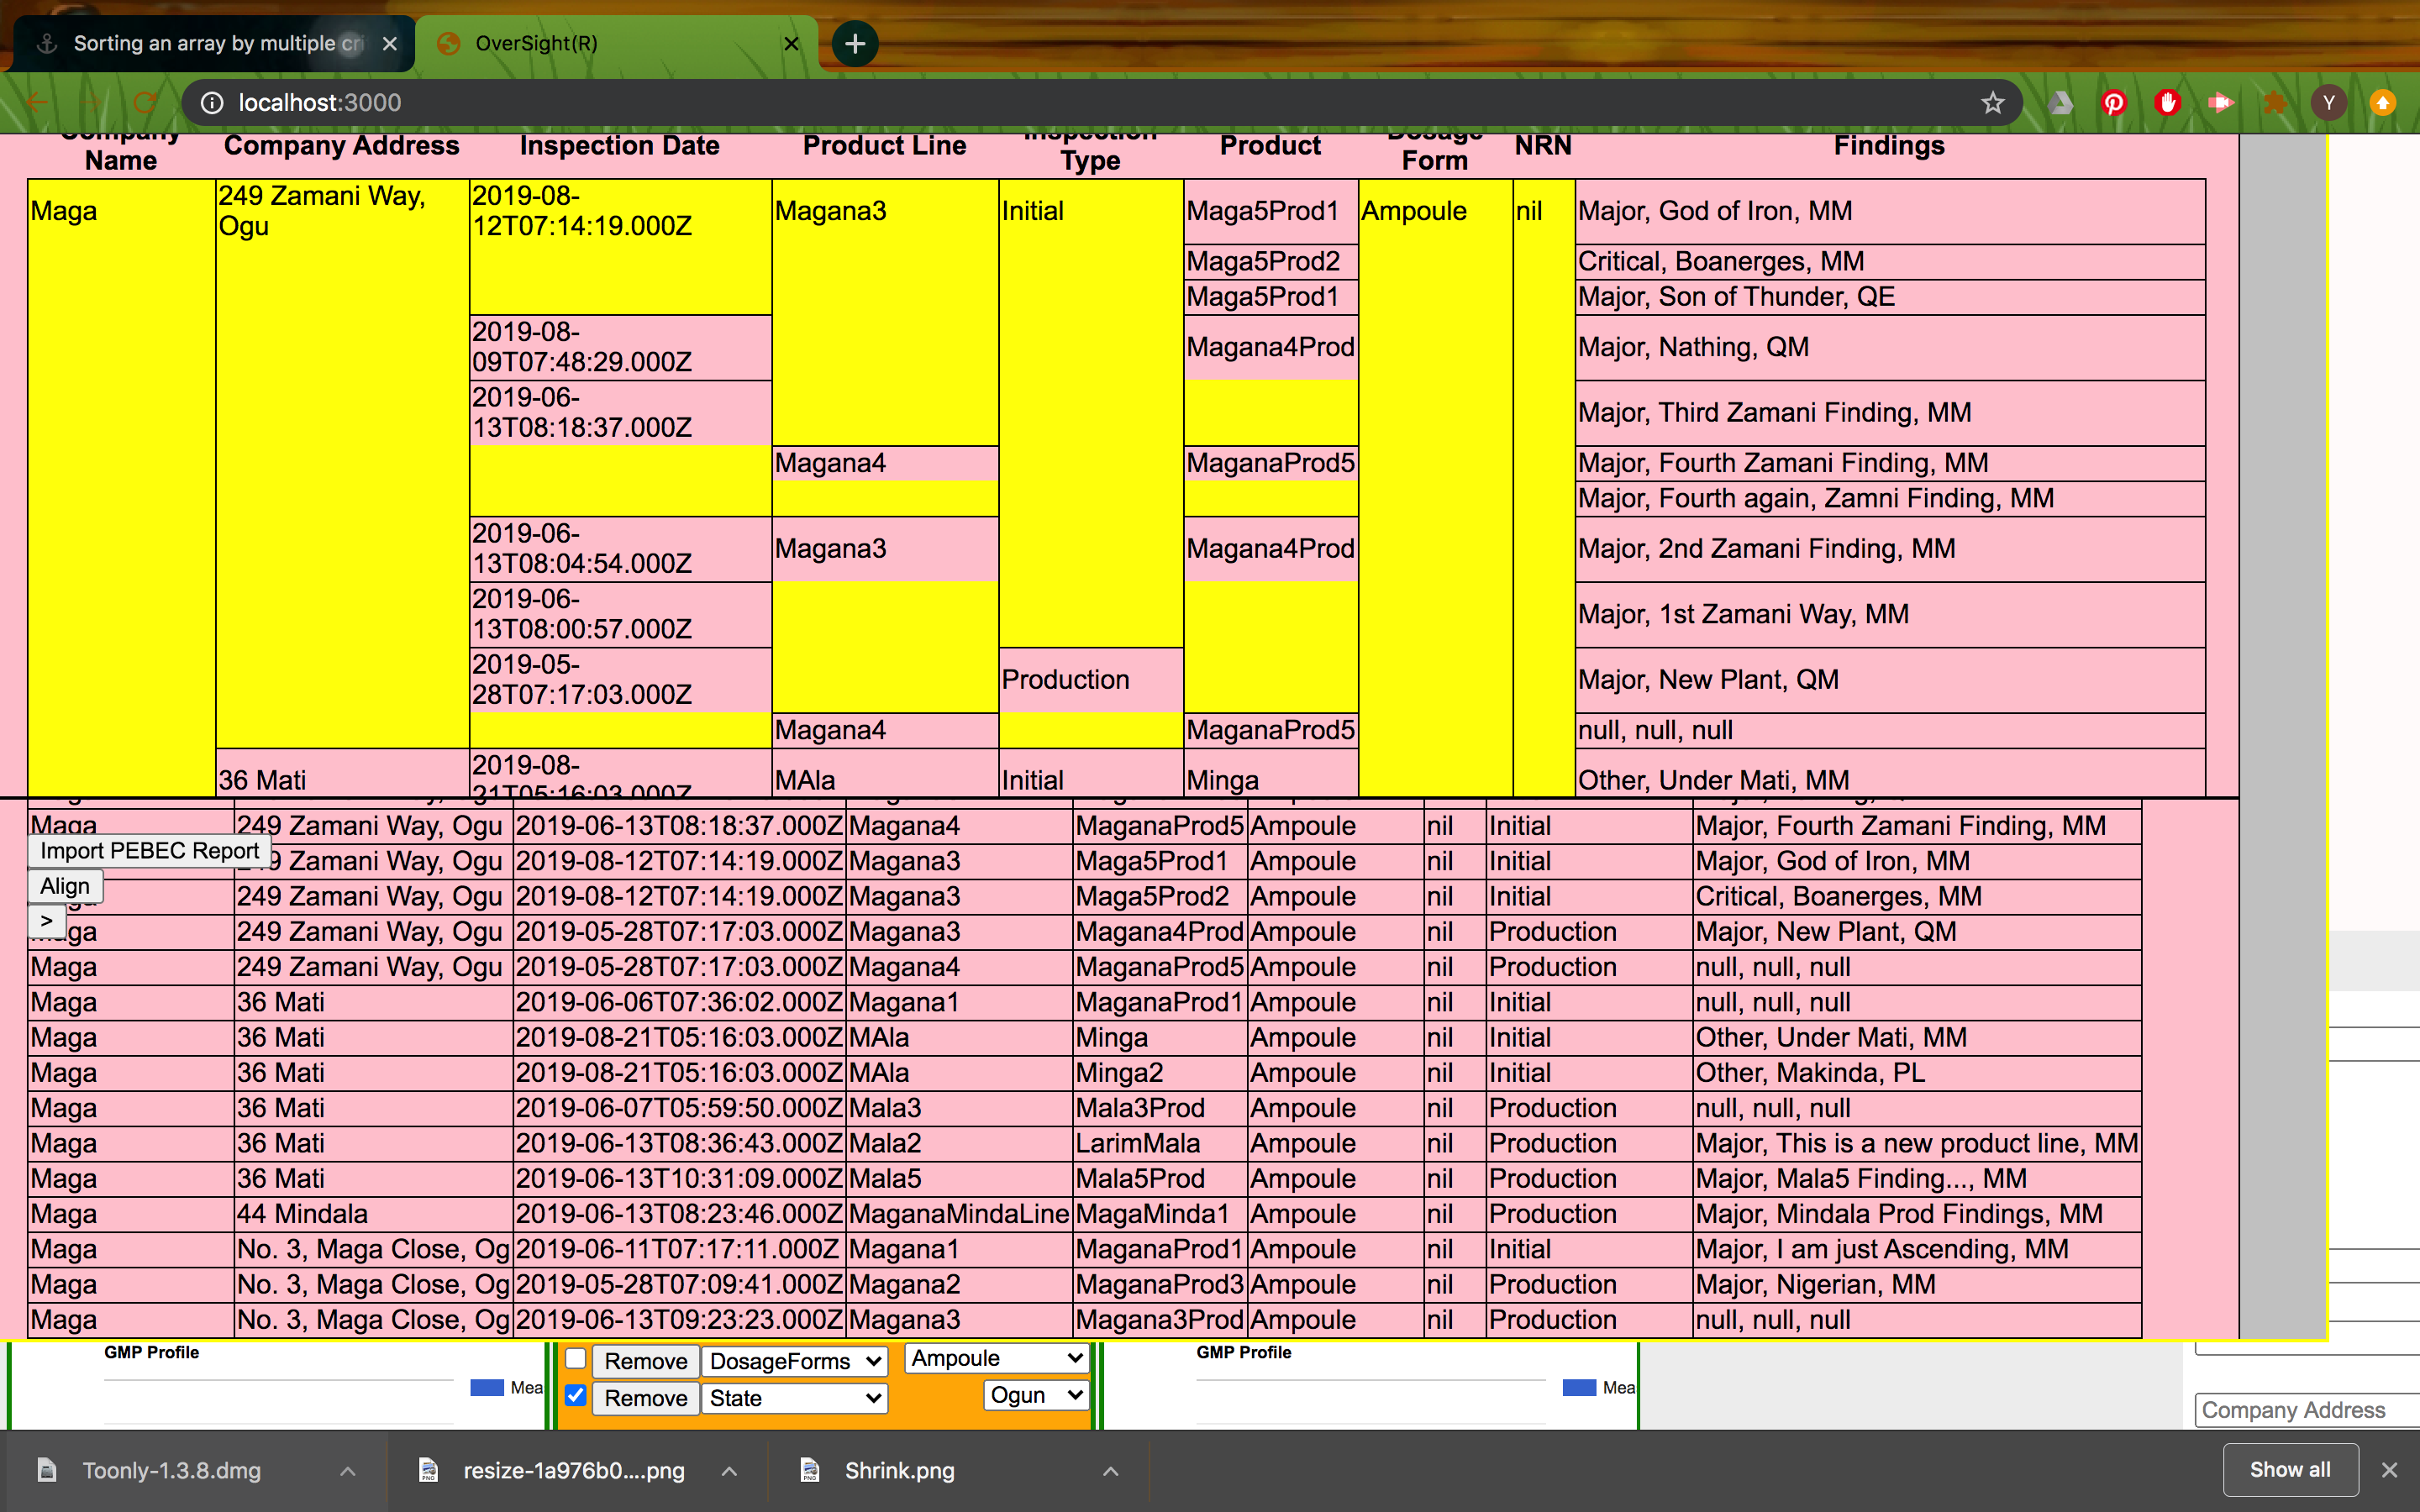 Sorting an array by multiple cri
OverSight(R)
localhost:3000
Company Name
Company Address
Inspection Date
Product Line
Inspection Type
Product
Dosage Form
NRN
Findings
Maga 249 Zamani Way, Ogu 2019-08-12T07:14:19.000Z Magana3 Initial Maga5Prod1 Ampoule nil Major, God of Iron, MM
Maga5Prod2 Critical, Boanerges, MM
Maga5Prod1 Major, Son of Thunder, QE
2019-08-09T07:48:29.000Z Magana4Prod Major, Nathing, QM
2019-06-13T08:18:37.000Z Major, Third Zamani Finding, MM
Magana4 MaganaProd5 Major, Fourth Zamani Finding, MM
Major, Fourth again, Zamni Finding, MM
2019-06-13T08:04:54.000Z Magana3 Magana4Prod Major, 2nd Zamani Finding, MM
2019-06-13T08:00:57.000Z Major, 1st Zamani Way, MM
2019-05-28T07:17:03.000Z Production Major, New Plant, QM
Magana4 MaganaProd5 null, null, null
36 Mati 2019-08-21T05:16:03.000Z MAla Initial Minga Other, Under Mati, MM
Maga 249 Zamani Way, Ogu 2019-06-13T08:18:37.000Z Magana4 MaganaProd5 Ampoule nil Initial Major, Fourth Zamani Finding, MM
Import PEBEC Report
249 Zamani Way, Ogu 2019-08-12T07:14:19.000Z Magana3 Maga5Prod1 Ampoule nil Initial Major, God of Iron, MM
Align
249 Zamani Way, Ogu 2019-08-12T07:14:19.000Z Magana3 Maga5Prod2 Ampoule nil Initial Critical, Boanerges, MM
>
Maga 249 Zamani Way, Ogu 2019-05-28T07:17:03.000Z Magana3 Magana4Prod Ampoule nil Production Major, New Plant, QM
Maga 249 Zamani Way, Ogu 2019-05-28T07:17:03.000Z Magana4 MaganaProd5 Ampoule nil Production null, null, null
Maga 36 Mati 2019-06-06T07:36:02.000Z Magana1 MaganaProd1 Ampoule nil Initial null, null, null
Maga 36 Mati 2019-08-21T05:16:03.000Z MAla Minga Ampoule nil Initial Other, Under Mati, MM
Maga 36 Mati 2019-08-21T05:16:03.000Z MAla Minga2 Ampoule nil Initial Other, Makinda, PL
Maga 36 Mati 2019-06-07T05:59:50.000Z Mala3 Mala3Prod Ampoule nil Production null, null, null
Maga 36 Mati 2019-06-13T08:36:43.000Z Mala2 LarimMala Ampoule nil Production Major, This is a new product line, MM
Maga 36 Mati 2019-06-13T10:31:09.000Z Mala5 Mala5Prod Ampoule nil Production Major, Mala5 Finding..., MM
Maga 44 Mindala 2019-06-13T08:23:46.000Z MaganaMindaLine MagaMinda1 Ampoule nil Production Major, Mindala Prod Findings, MM
Maga No. 3, Maga Close, Og 2019-06-11T07:17:11.000Z Magana1 MaganaProd1 Ampoule nil Initial Major, I am just Ascending, MM
Maga No. 3, Maga Close, Og 2019-05-28T07:09:41.000Z Magana2 MaganaProd3 Ampoule nil Production Major, Nigerian, MM
Maga No. 3, Maga Close, Og 2019-06-13T09:23:23.000Z Magana3 Magana3Prod Ampoule nil Production null, null, null
GMP Profile
Mea
Remove DosageForms Ampoule
Remove State Ogun
GMP Profile
Mea
Company Address
Toonly-1.3.8.dmg
resize-1a976b0....png
Shrink.png
Show all
Y